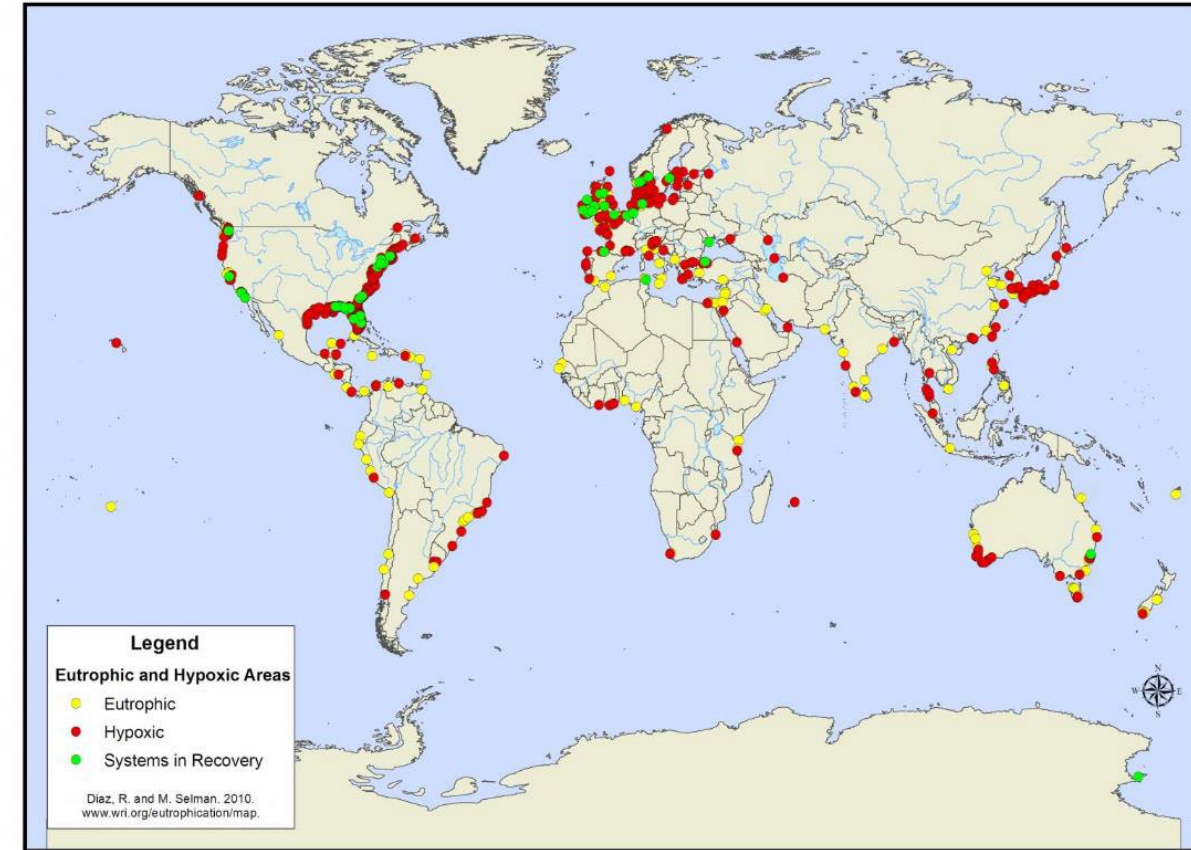 Legend
Eutrophic and Hypoxic Areas
Eutrophic
Hypoxic
Systems in Recovery
Diaz, R. and M. Selman. 2010.
www.wri.org/eutrophication/map.
N
W E
S